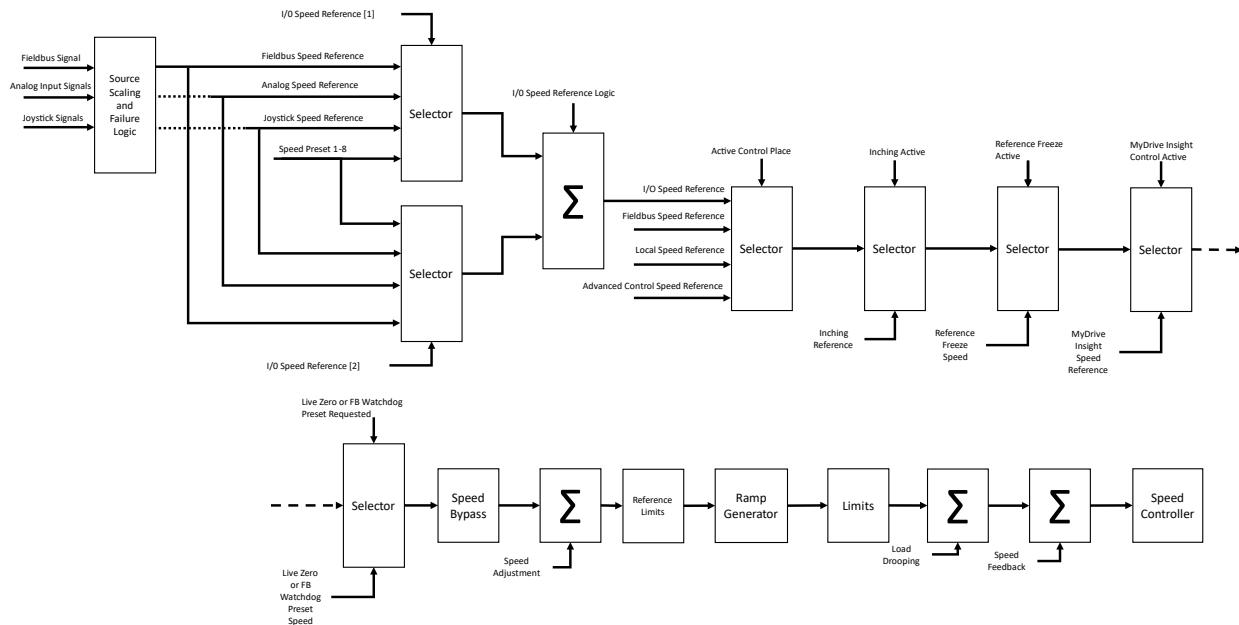 I/0 Speed Reference [1]
Fieldbus Signal
Analog Input Signals
Joystick Signals
Source
Scaling
and
Failure
Logic
Fieldbus Speed Reference
Analog Speed Reference
Joystick Speed Reference
Speed Preset 1-8
Selector
Selector
I/0 Speed Reference [2]
I/0 Speed Reference Logic
Σ
I/O Speed Reference
Fieldbus Speed Reference
Local Speed Reference
Advanced Control Speed Reference
Active Control Place
Selector
Inching Active
Selector
Inching
Reference
Reference Freeze
Active
Selector
Reference
Freeze
Speed
MyDrive Insight
Control Active
Selector
MyDrive
Insight
Speed
Reference
Live Zero or FB Watchdog
Preset Requested
Selector
Live Zero
or FB
Watchdog
Preset
Speed
Speed
Bypass
Σ
Speed
Adjustment
Reference
Limits
Ramp
Generator
Limits
Σ
Load
Drooping
Σ
Speed
Feedback
Speed
Controller